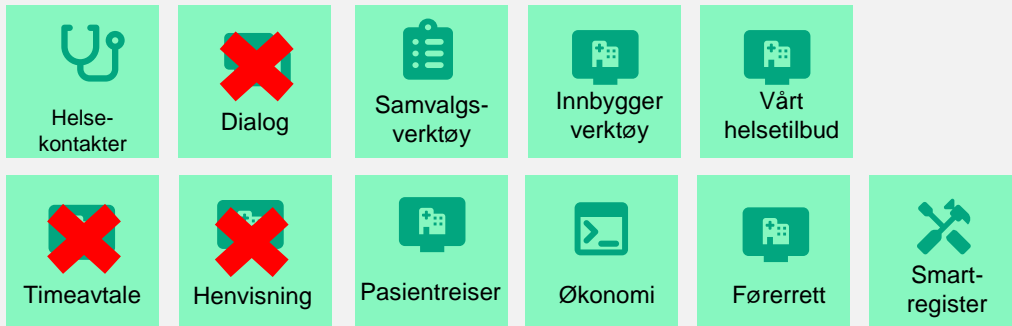 Helse-
kontakter
Dialog
Samvalgs-
verktøy
Innbygger
verktøy
Vårt
helsetilbud
Timeavtale
Henvisning
Pasientreiser
Økonomi
Førerrett
Smart-
register